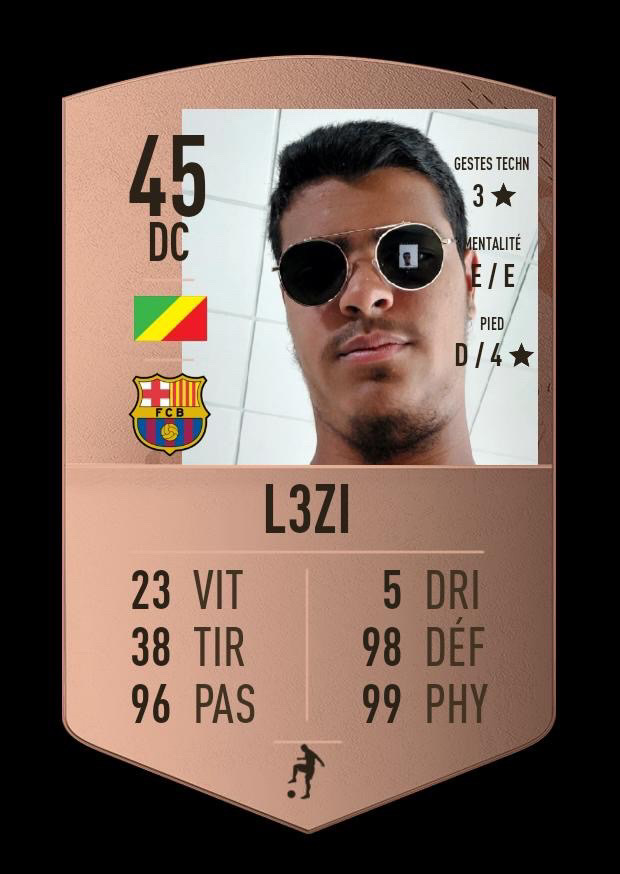 45
DC
GESTES TECHN
3 ★
MENTALITÉ
E / E
PIED
D / 4 ★
FCB
L3ZI
23 VIT
5 DRI
38 TIR
98 DÉF
96 PAS
99 PHY